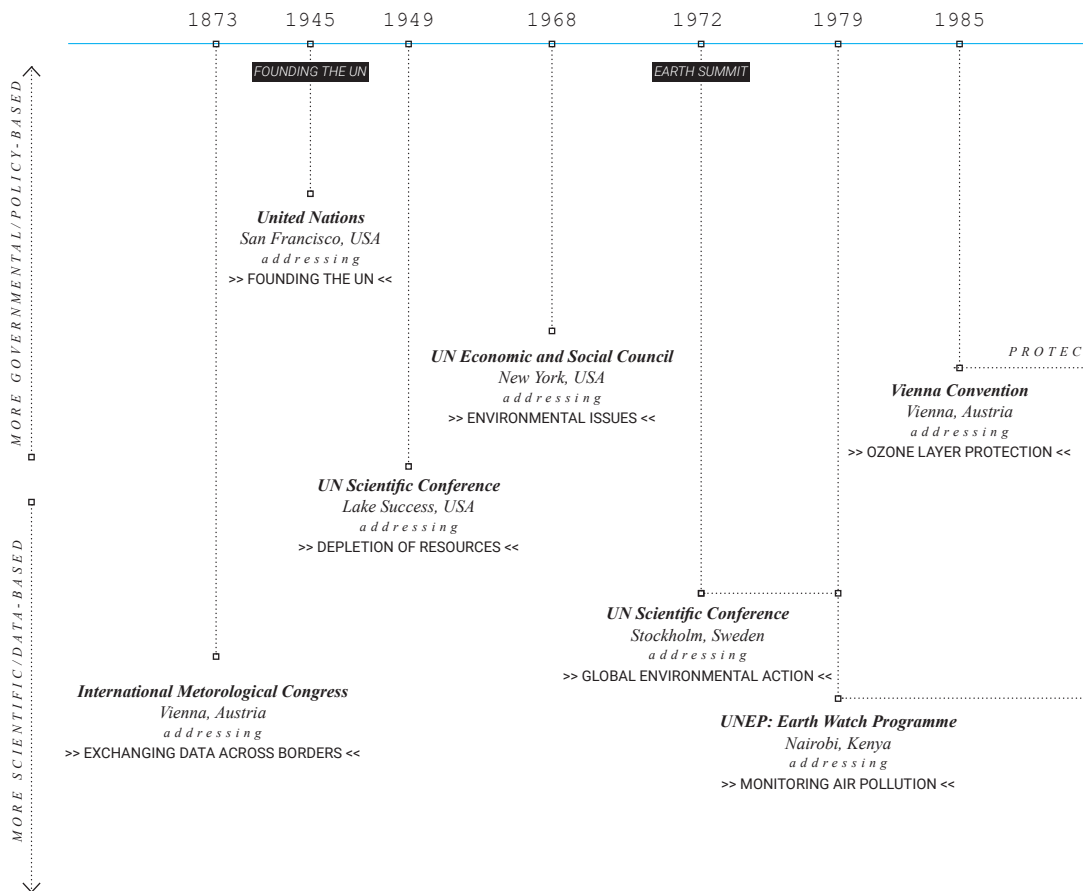 1873 1945 1949 1968 1972 1979 1985
FOUNDING THE UN
EARTH SUMMIT
MORE GOVERNMENTAL/POLICY-BASED
MORE SCIENTIFIC/DATA-BASED
United Nations
San Francisco, USA
addressing
>> FOUNDING THE UN <<
UN Economic and Social Council
New York, USA
addressing
>> ENVIRONMENTAL ISSUES <<
PROTEC
Vienna Convention
Vienna, Austria
addressing
>> OZONE LAYER PROTECTION <<
UN Scientific Conference
Lake Success, USA
addressing
>> DEPLETION OF RESOURCES <<
UN Scientific Conference
Stockholm, Sweden
addressing
>> GLOBAL ENVIRONMENTAL ACTION <<
International Metorological Congress
Vienna, Austria
addressing
>> EXCHANGING DATA ACROSS BORDERS <<
UNEP: Earth Watch Programme
Nairobi, Kenya
addressing
>> MONITORING AIR POLLUTION <<